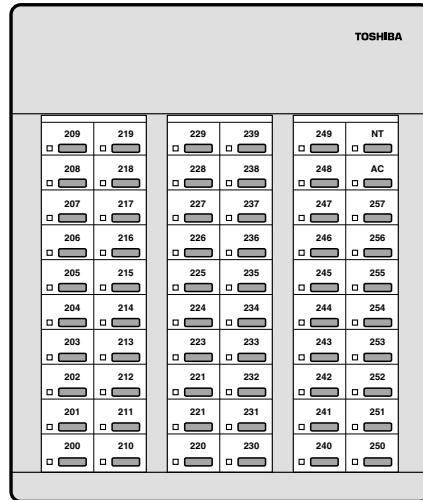 TOSHIBA
209 219 229 239 249 NT
208 218 228 238 248 AC
207 217 227 237 247 257
206 216 226 236 246 256
205 215 225 235 245 255
204 214 224 234 244 254
203 213 223 233 243 253
202 212 221 232 242 252
201 211 221 231 241 251
200 210 220 230 240 250